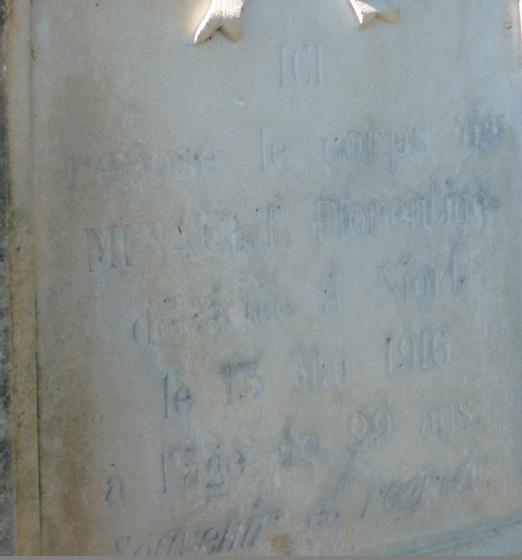 ICI
repose le corps de
MINAULT Florentine
décédée à Niort
le 15 Mai 1916
à l'âge de 29 ans
Souvenir et regrets